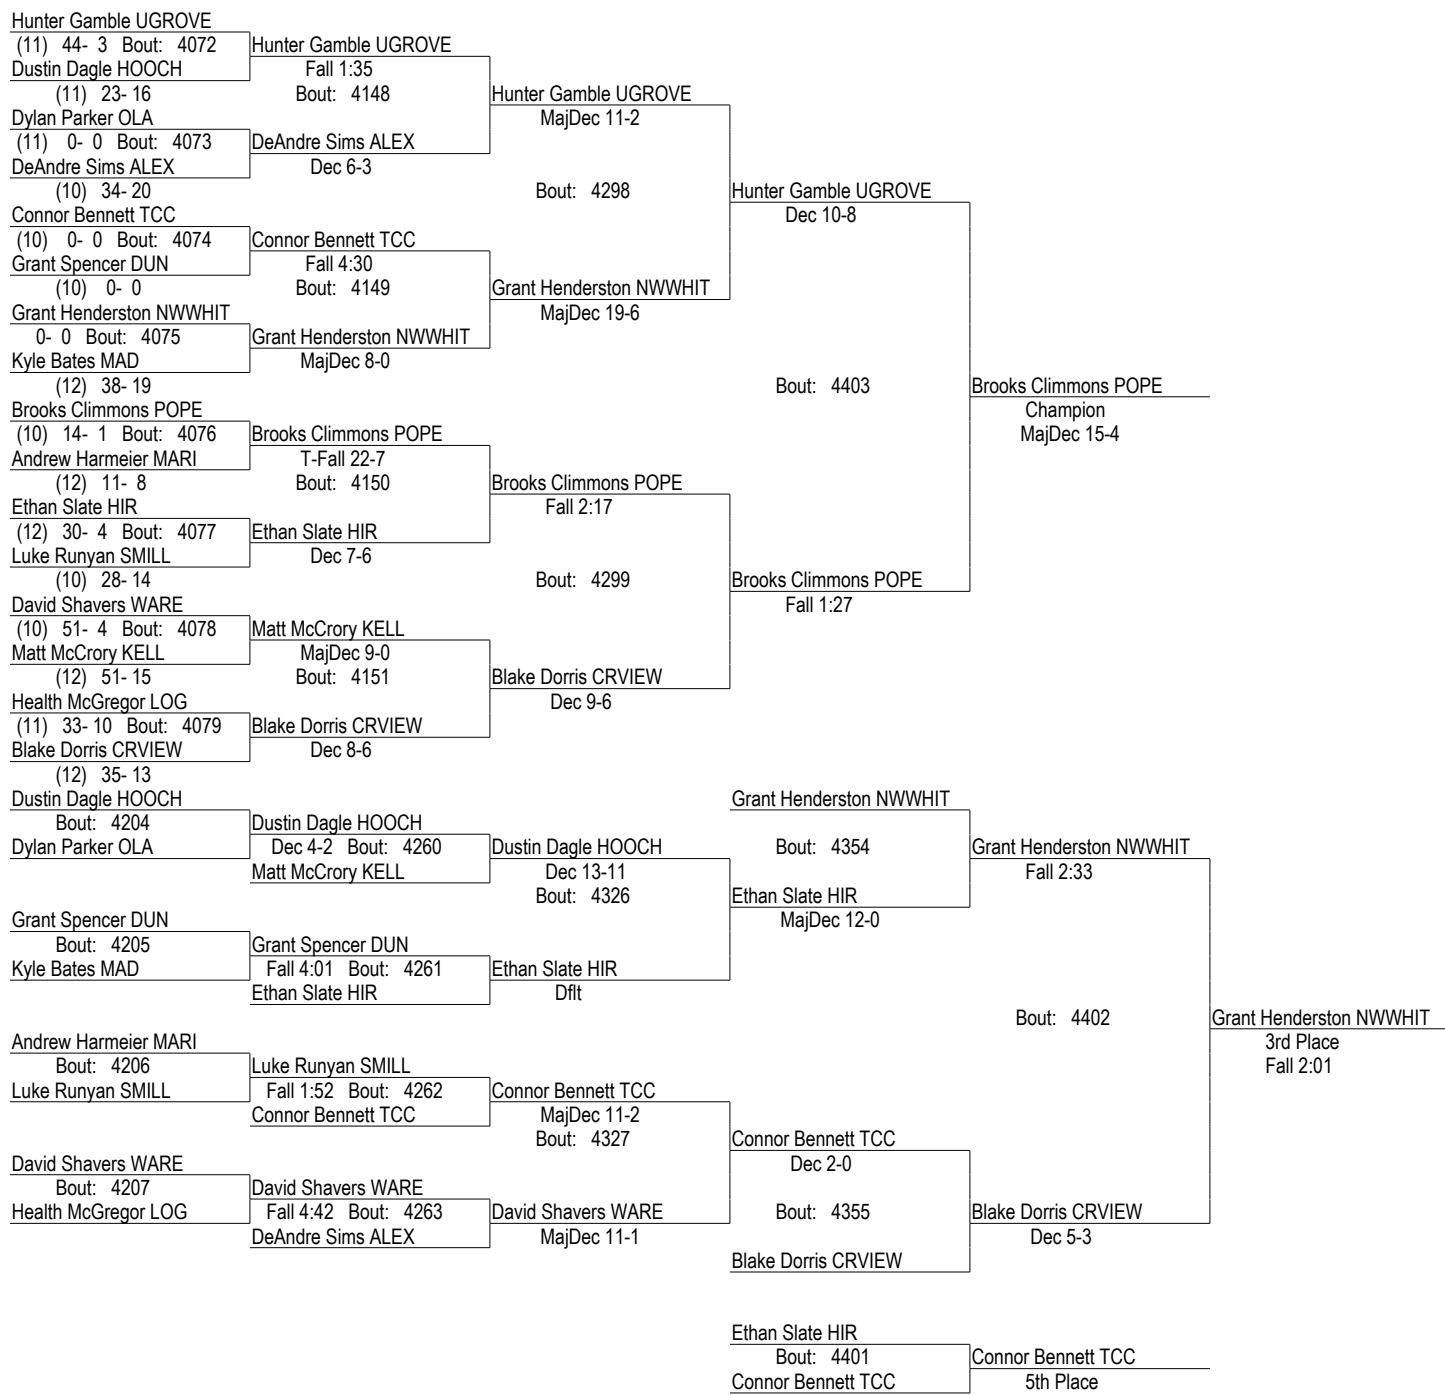 Hunter Gamble UGROVE
(11) 44- 3 Bout: 4072 Hunter Gamble UGROVE
Dustin Dagle HOOCH Fall 1:35
(11) 23- 16 Bout: 4148 Hunter Gamble UGROVE
Dylan Parker OLA MajDec 11-2
(11) 0- 0 Bout: 4073 DeAndre Sims ALEX
DeAndre Sims ALEX Dec 6-3
(10) 34- 20 Bout: 4298 Hunter Gamble UGROVE
Connor Bennett TCC Dec 10-8
(10) 0- 0 Bout: 4074 Connor Bennett TCC
Grant Spencer DUN Fall 4:30
(10) 0- 0 Bout: 4149 Grant Henderston NWWHIT
Grant Henderston NWWHIT MajDec 19-6
0- 0 Bout: 4075 Grant Henderston NWWHIT
Kyle Bates MAD MajDec 8-0
(12) 38- 19 Bout: 4403 Brooks Climmons POPE
Brooks Climmons POPE Champion
(10) 14- 1 Bout: 4076 Brooks Climmons POPE MajDec 15-4
Andrew Harmeier MARI T-Fall 22-7
(12) 11- 8 Bout: 4150 Brooks Climmons POPE
Ethan Slate HIR Fall 2:17
(12) 30- 4 Bout: 4077 Ethan Slate HIR
Luke Runyan SMILL Dec 7-6
(10) 28- 14 Bout: 4299 Brooks Climmons POPE
David Shavers WARE Fall 1:27
(10) 51- 4 Bout: 4078 Matt McCrory KELL
Matt McCrory KELL MajDec 9-0
(12) 51- 15 Bout: 4151 Blake Dorris CRVIEW
Health McGregor LOG Dec 9-6
(11) 33- 10 Bout: 4079 Blake Dorris CRVIEW
Blake Dorris CRVIEW Dec 8-6
(12) 35- 13
Dustin Dagle HOOCH Grant Henderston NWWHIT
Bout: 4204 Dustin Dagle HOOCH
Dylan Parker OLA Dec 4-2 Bout: 4260 Dustin Dagle HOOCH Bout: 4354 Grant Henderston NWWHIT
Matt McCrory KELL Dec 13-11 Fall 2:33
Bout: 4326 Ethan Slate HIR
Grant Spencer DUN MajDec 12-0
Bout: 4205 Grant Spencer DUN
Kyle Bates MAD Fall 4:01 Bout: 4261 Ethan Slate HIR
Ethan Slate HIR Dflt
Bout: 4402 Grant Henderston NWWHIT
Andrew Harmeier MARI 3rd Place
Bout: 4206 Luke Runyan SMILL Fall 2:01
Luke Runyan SMILL Fall 1:52 Bout: 4262 Connor Bennett TCC
Connor Bennett TCC MajDec 11-2
Bout: 4327 Connor Bennett TCC
David Shavers WARE Dec 2-0
Bout: 4207 David Shavers WARE
Health McGregor LOG Fall 4:42 Bout: 4263 David Shavers WARE Bout: 4355 Blake Dorris CRVIEW
DeAndre Sims ALEX MajDec 11-1 Dec 5-3
Blake Dorris CRVIEW
Ethan Slate HIR
Bout: 4401 Connor Bennett TCC
Connor Bennett TCC 5th Place